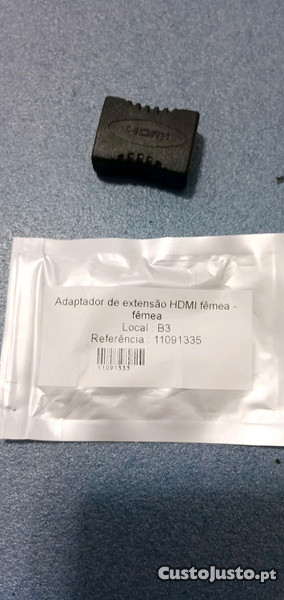 HDMI
Adaptador de extensão HDMI fêmea -
fêmea
Local : B3
Referência : 11091335
11091335
CustoJusto.pt